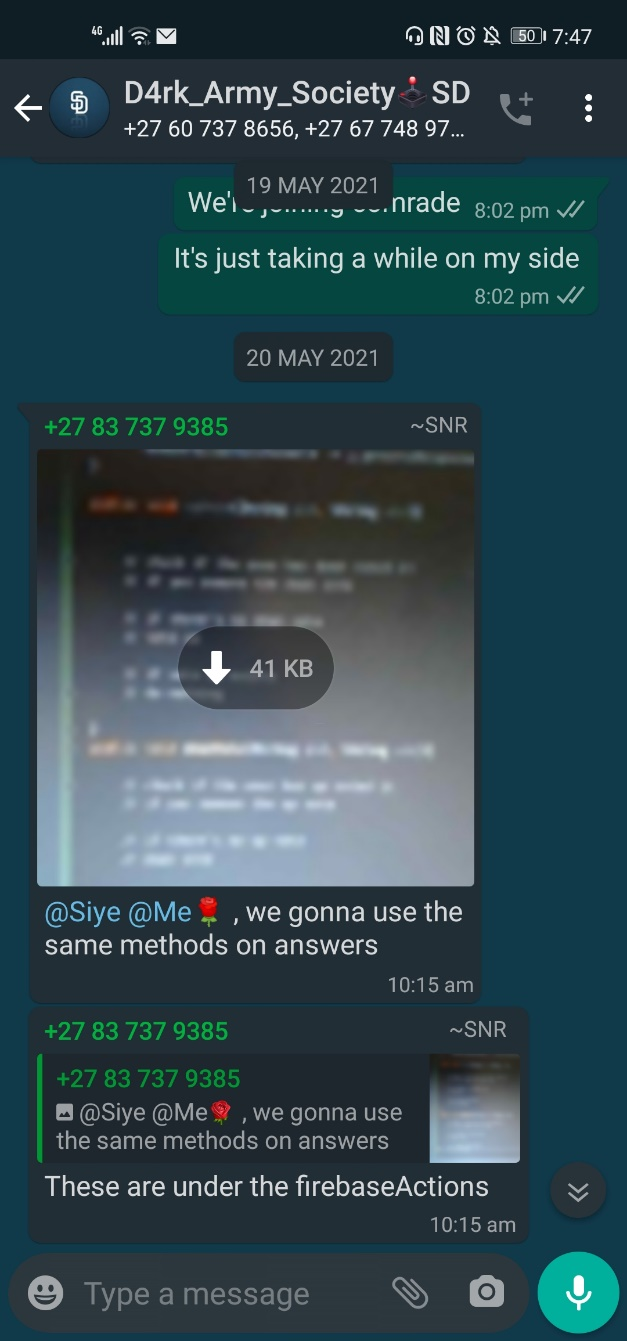 4G 50 7:47
D4rk_Army_Society🕹️SD
+27 60 737 8656, +27 67 748 97...
19 MAY 2021
We're joining comrade 8:02 pm
It's just taking a while on my side
8:02 pm
20 MAY 2021
+27 83 737 9385 ~SNR
41 KB
@Siye @Me🌹 , we gonna use the
same methods on answers
10:15 am
+27 83 737 9385 ~SNR
+27 83 737 9385
@Siye @Me🌹 , we gonna use
the same methods on answers
These are under the firebaseActions
10:15 am
Type a message